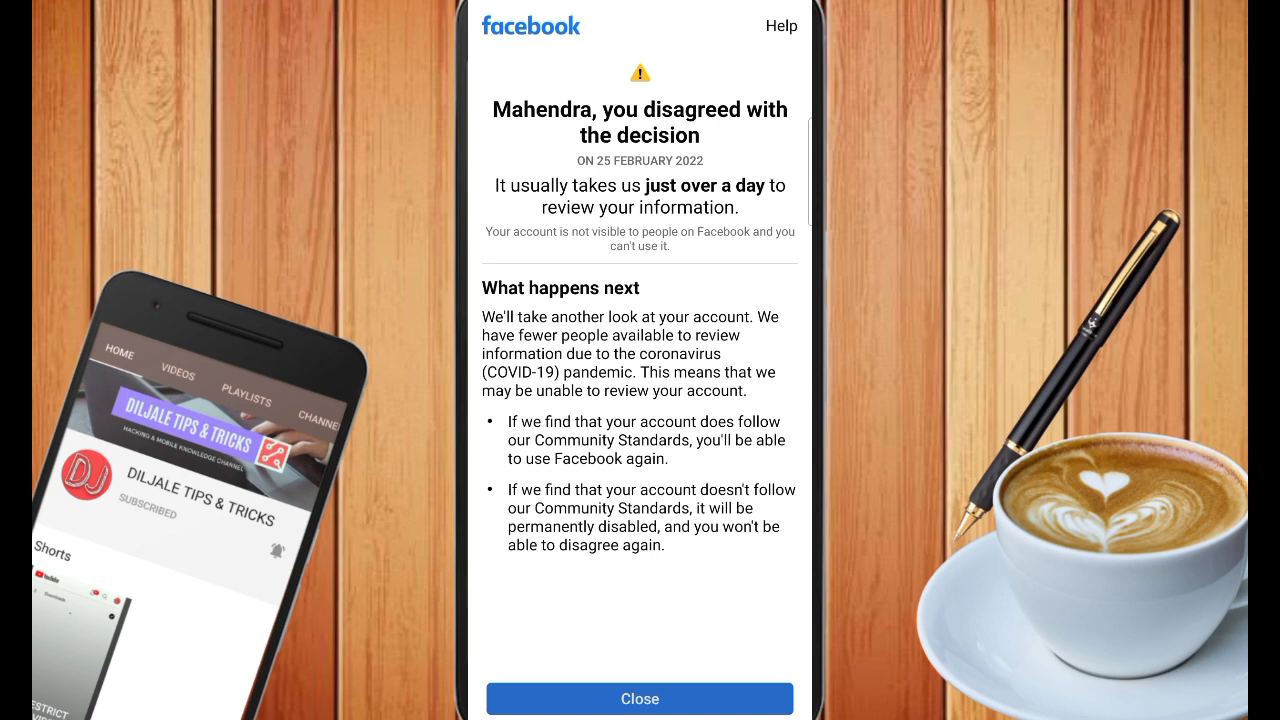 facebook
Help
Mahendra, you disagreed with
the decision
ON 25 FEBRUARY 2022
It usually takes us just over a day to
review your information.
Your account is not visible to people on Facebook and you
can't use it.
What happens next
We'll take another look at your account. We
have fewer people available to review
information due to the coronavirus
(COVID-19) pandemic. This means that we
may be unable to review your account.
• If we find that your account does follow
our Community Standards, you'll be able
to use Facebook again.
• If we find that your account doesn't follow
our Community Standards, it will be
permanently disabled, and you won't be
able to disagree again.
Close
HOME VIDEOS PLAYLISTS CHANNE
DILJALE TIPS & TRICKS
HACKING & MOBILE KNOWLEDGE CHANNEL
DJ
DILJALE TIPS & TRICKS
SUBSCRIBED
Shorts
YouTube
Downloads
ESTRICT